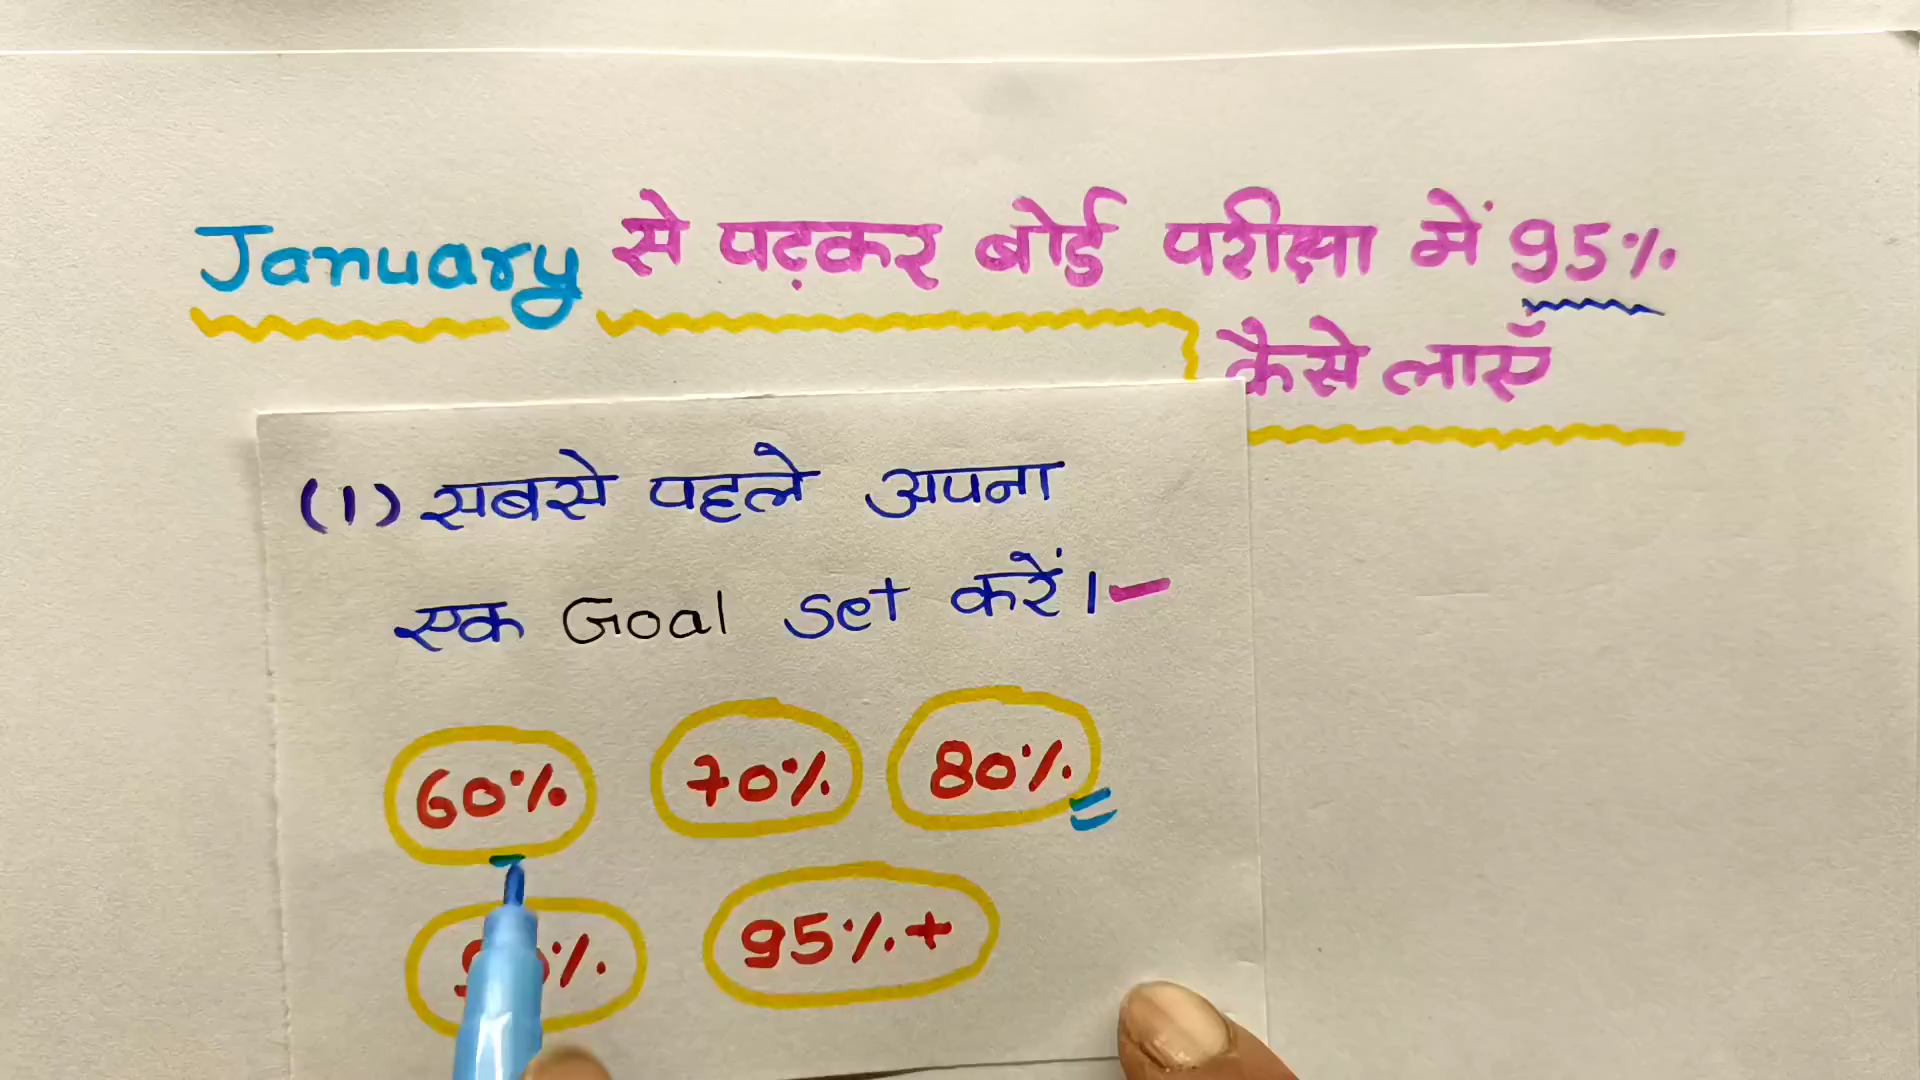 January से पढ़कर बोर्ड परीक्षा में 95%
कैसे लाएँ
(1) सबसे पहले अपना
एक Goal set करें।-
60% 70% 80%
95%+